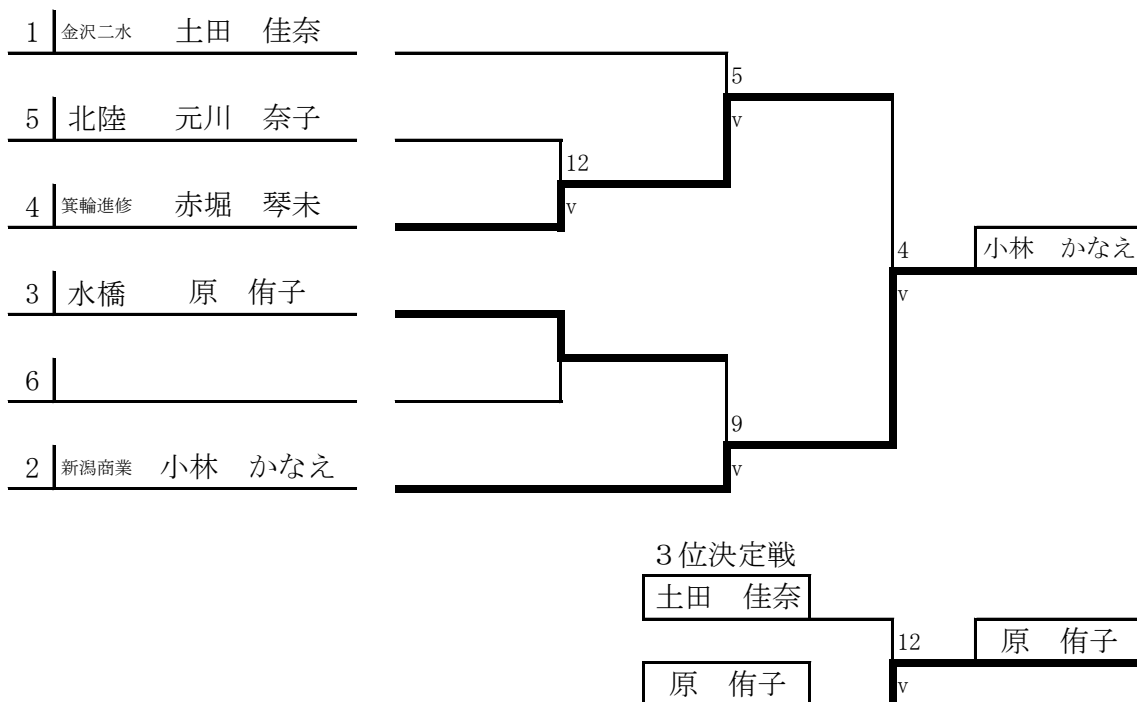 1 金沢二水 土田 佳奈
5
5 北陸 元川 奈子
v
12
4 箕輪進修 赤堀 琴未
v
4
小林 かなえ
3 水橋 原 侑子
v
6
9
2 新潟商業 小林 かなえ
v
３位決定戦
土田 佳奈
12
原 侑子
原 侑子
v